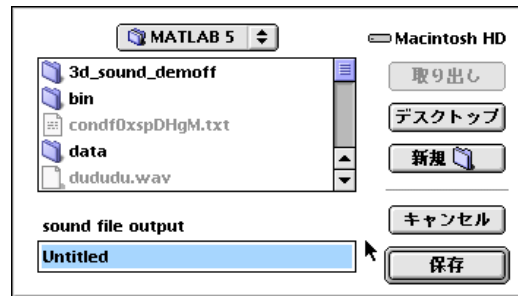 MATLAB 5
Macintosh HD
3d_sound_demoff
bin
condf0xspDHgM.txt
data
dududu.wav
取り出し
デスクトップ
新規
sound file output
Untitled
キャンセル
保存